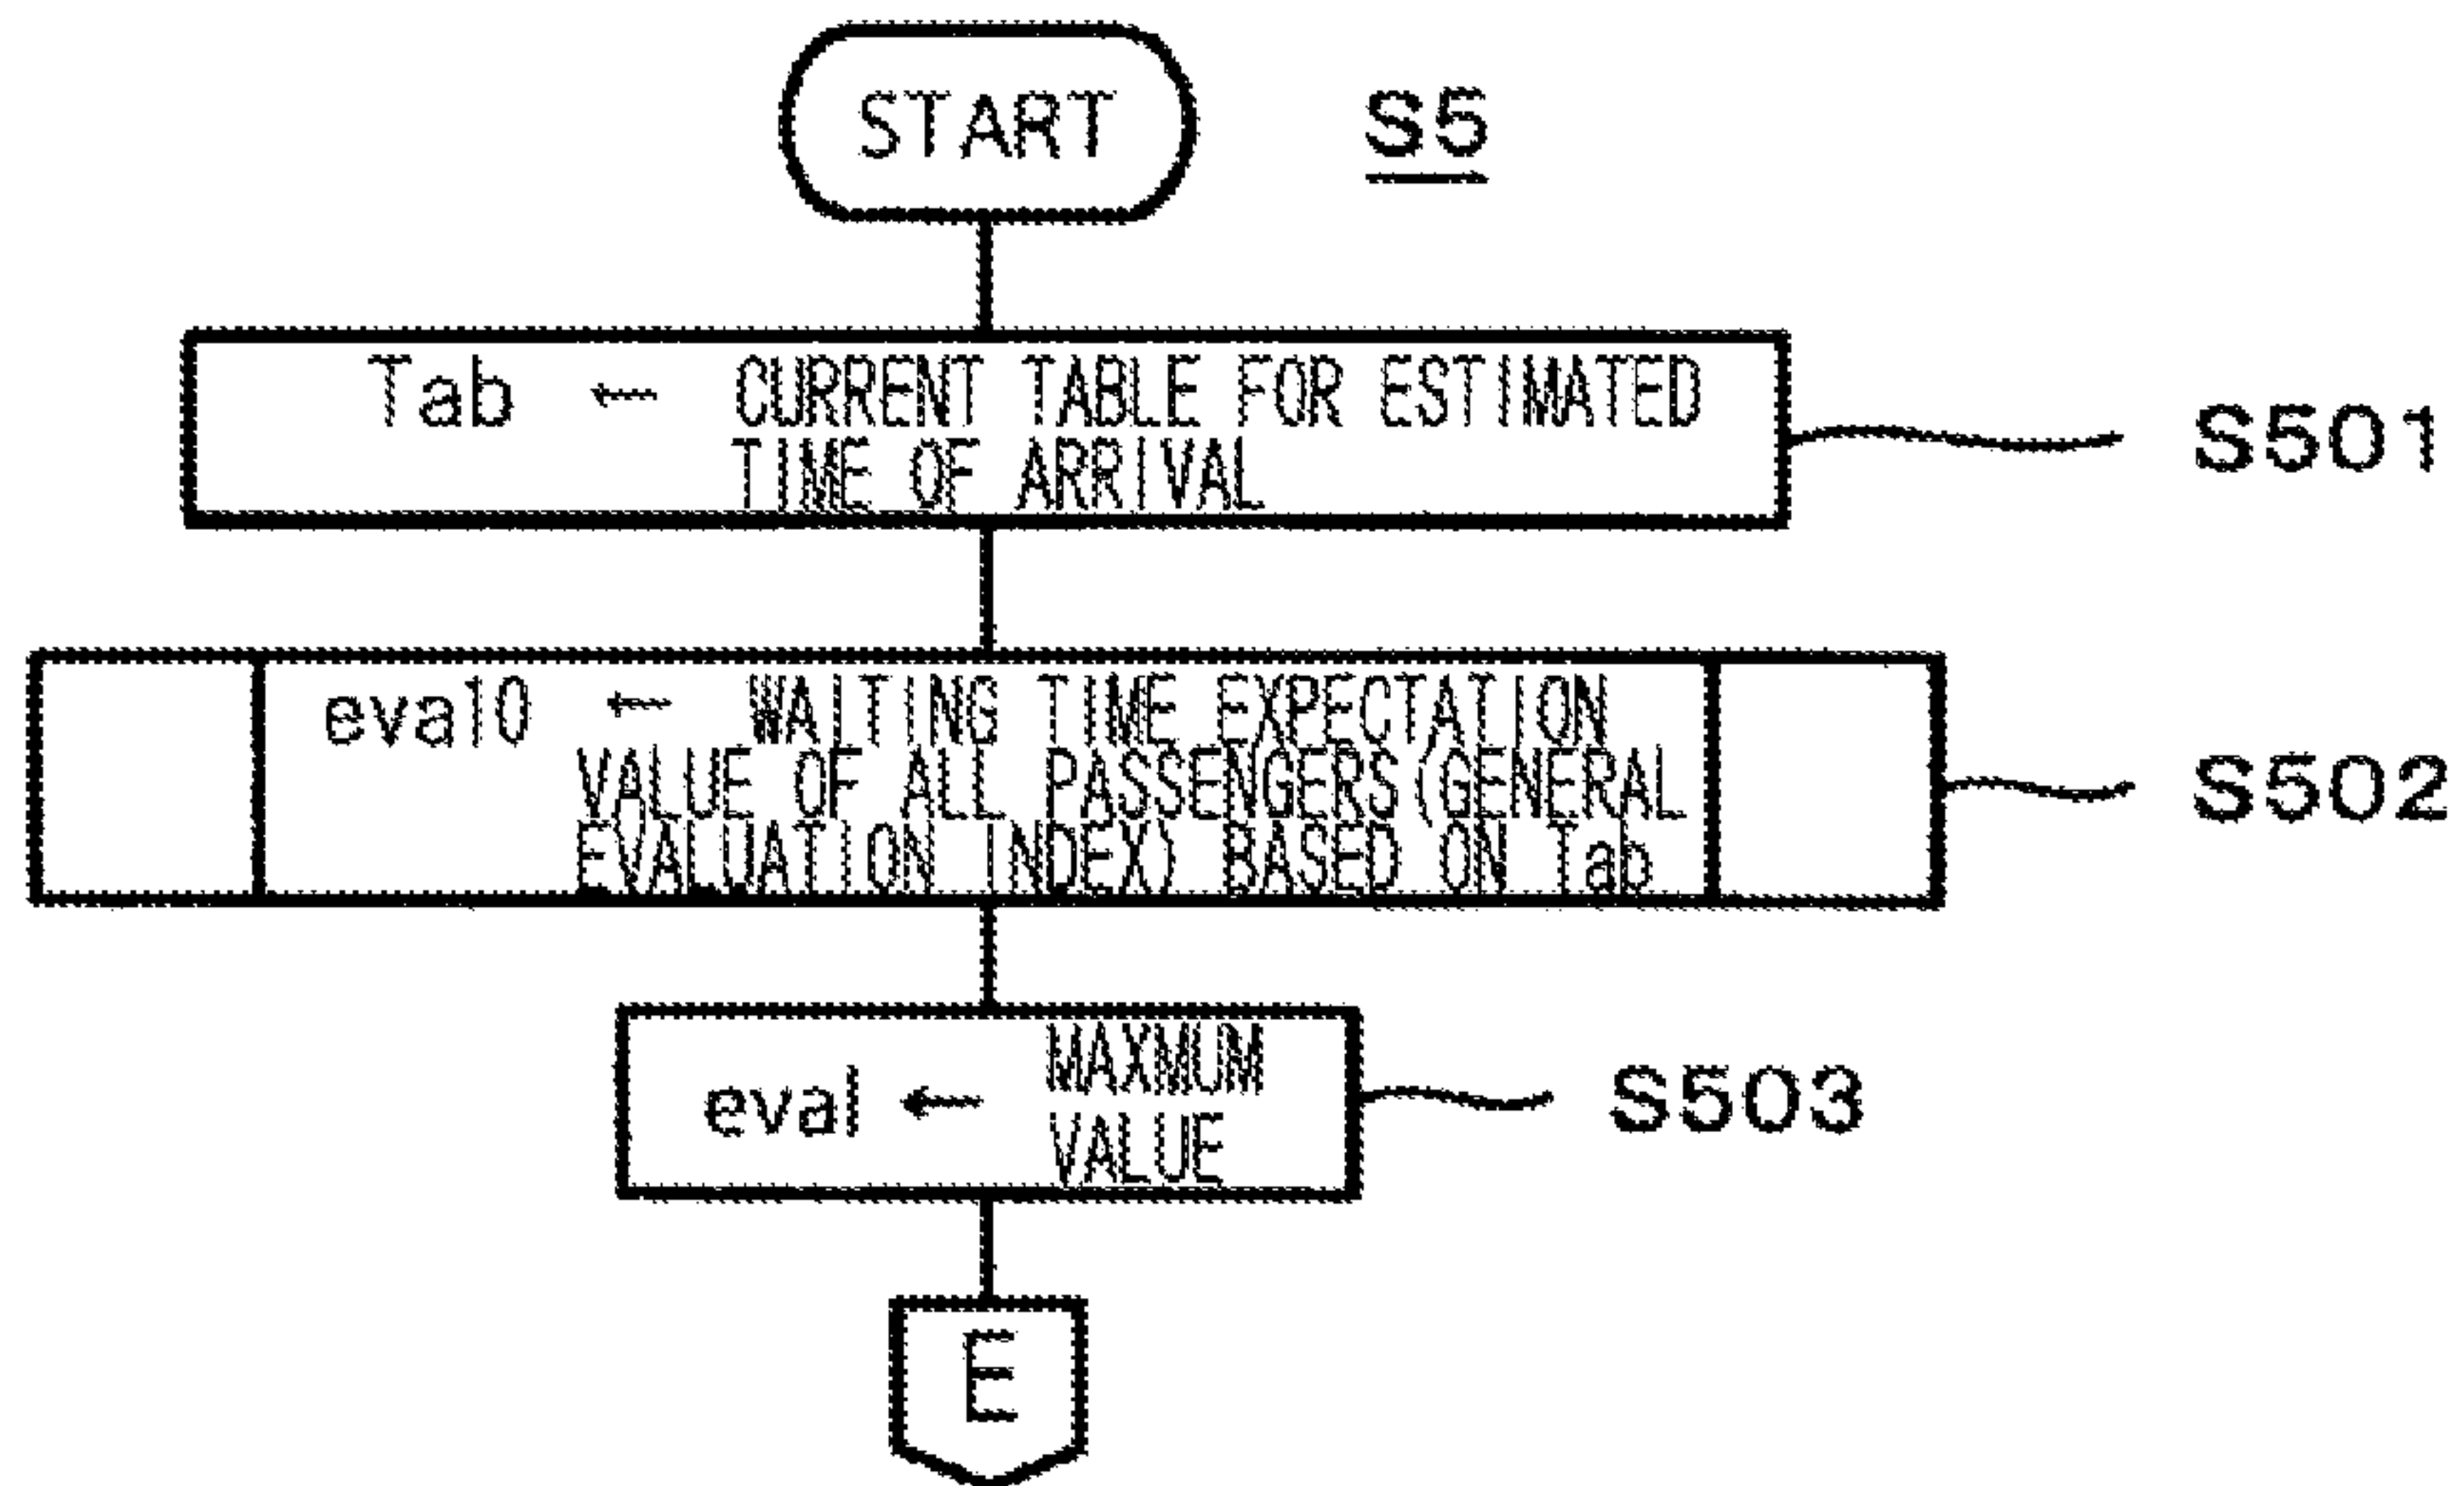 START S5
Tab ← CURRENT TABLE FOR ESTIMATED
TIME OF ARRIVAL
S501
eval0 ← WAITING TIME EXPECTATION
VALUE OF ALL PASSENGERS(GENERAL
EVALUATION INDEX) BASED ON Tab
S502
eval ← MAXMUM
VALUE
S503
E